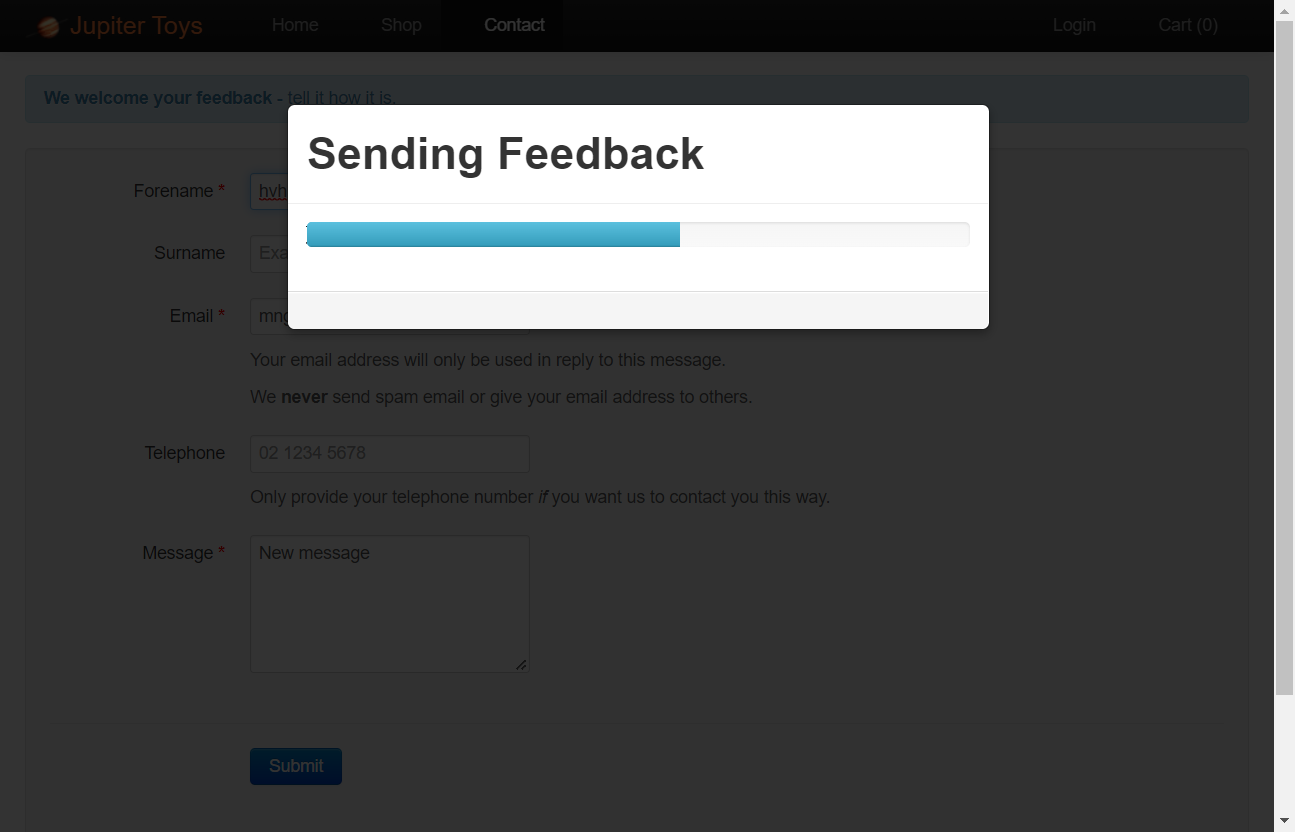 Jupiter Toys Home Shop Contact Login Cart (0)
We welcome your feedback - tell it how it is.
Sending Feedback
Forename *
Surname
Email *
Your email address will only be used in reply to this message.
We never send spam email or give your email address to others.
Telephone 02 1234 5678
Only provide your telephone number if you want us to contact you this way.
Message * New message
Submit